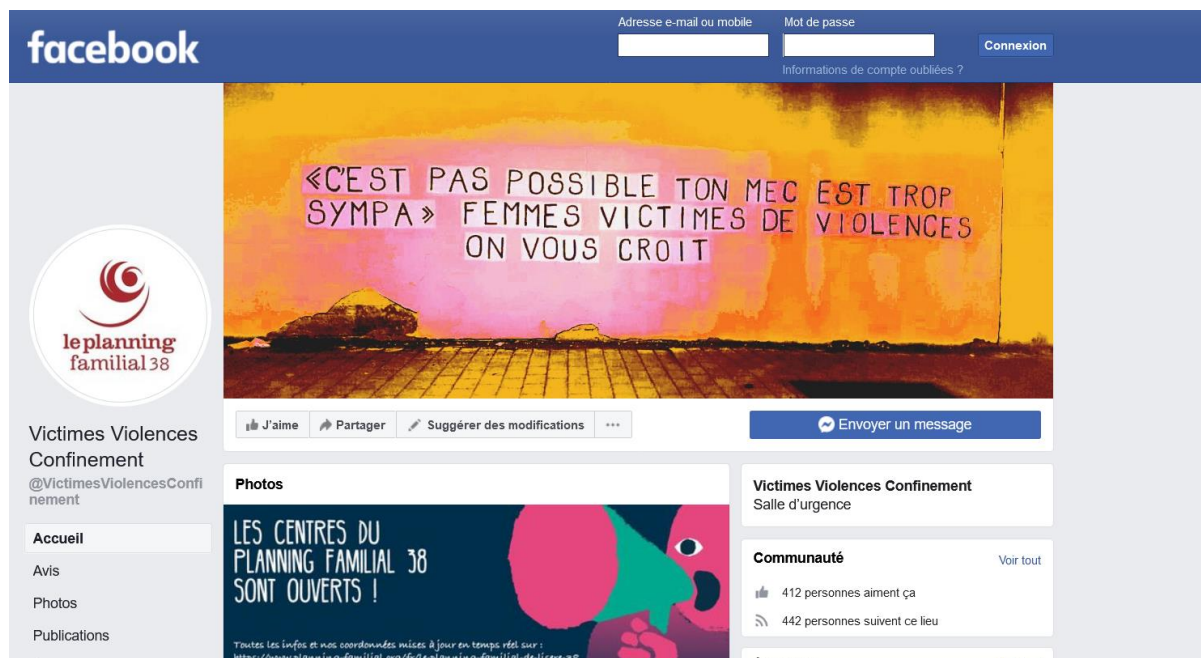 facebook
Adresse e-mail ou mobile
Mot de passe
Connexion
Informations de compte oubliées ?
«C'EST PAS POSSIBLE TON MEC EST TROP
SYMPA» FEMMES VICTIMES DE VIOLENCES
ON VOUS CROIT
le planning
familial 38
Victimes Violences
Confinement
@VictimesViolencesConfi
nement
Accueil
Avis
Photos
Publications
J'aime
Partager
Suggérer des modifications
Envoyer un message
Photos
LES CENTRES DU
PLANNING FAMILIAL 38
SONT OUVERTS !
Toutes les infos et nos coordonnées mises à jour en temps réel sur :
Victimes Violences Confinement
Salle d'urgence
Communauté
Voir tout
412 personnes aiment ça
442 personnes suivent ce lieu